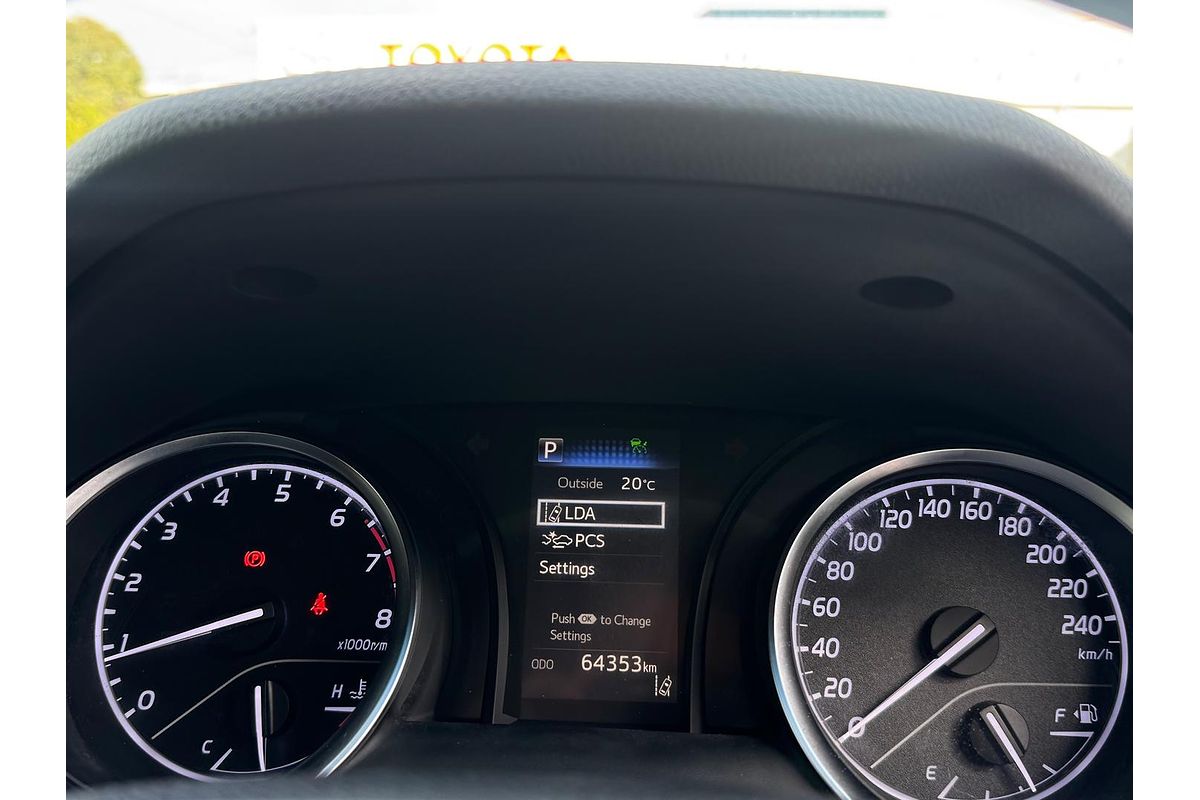 TOYOTA
P
Outside 20°C
LDA
PCS
Settings
Push OK to Change
Settings
ODO 64353km
0
1
2
3
4
5
6
7
8
x1000r/m
P
H
C
0
20
40
60
80
100
120
140
160
180
200
220
240
km/h
F
E